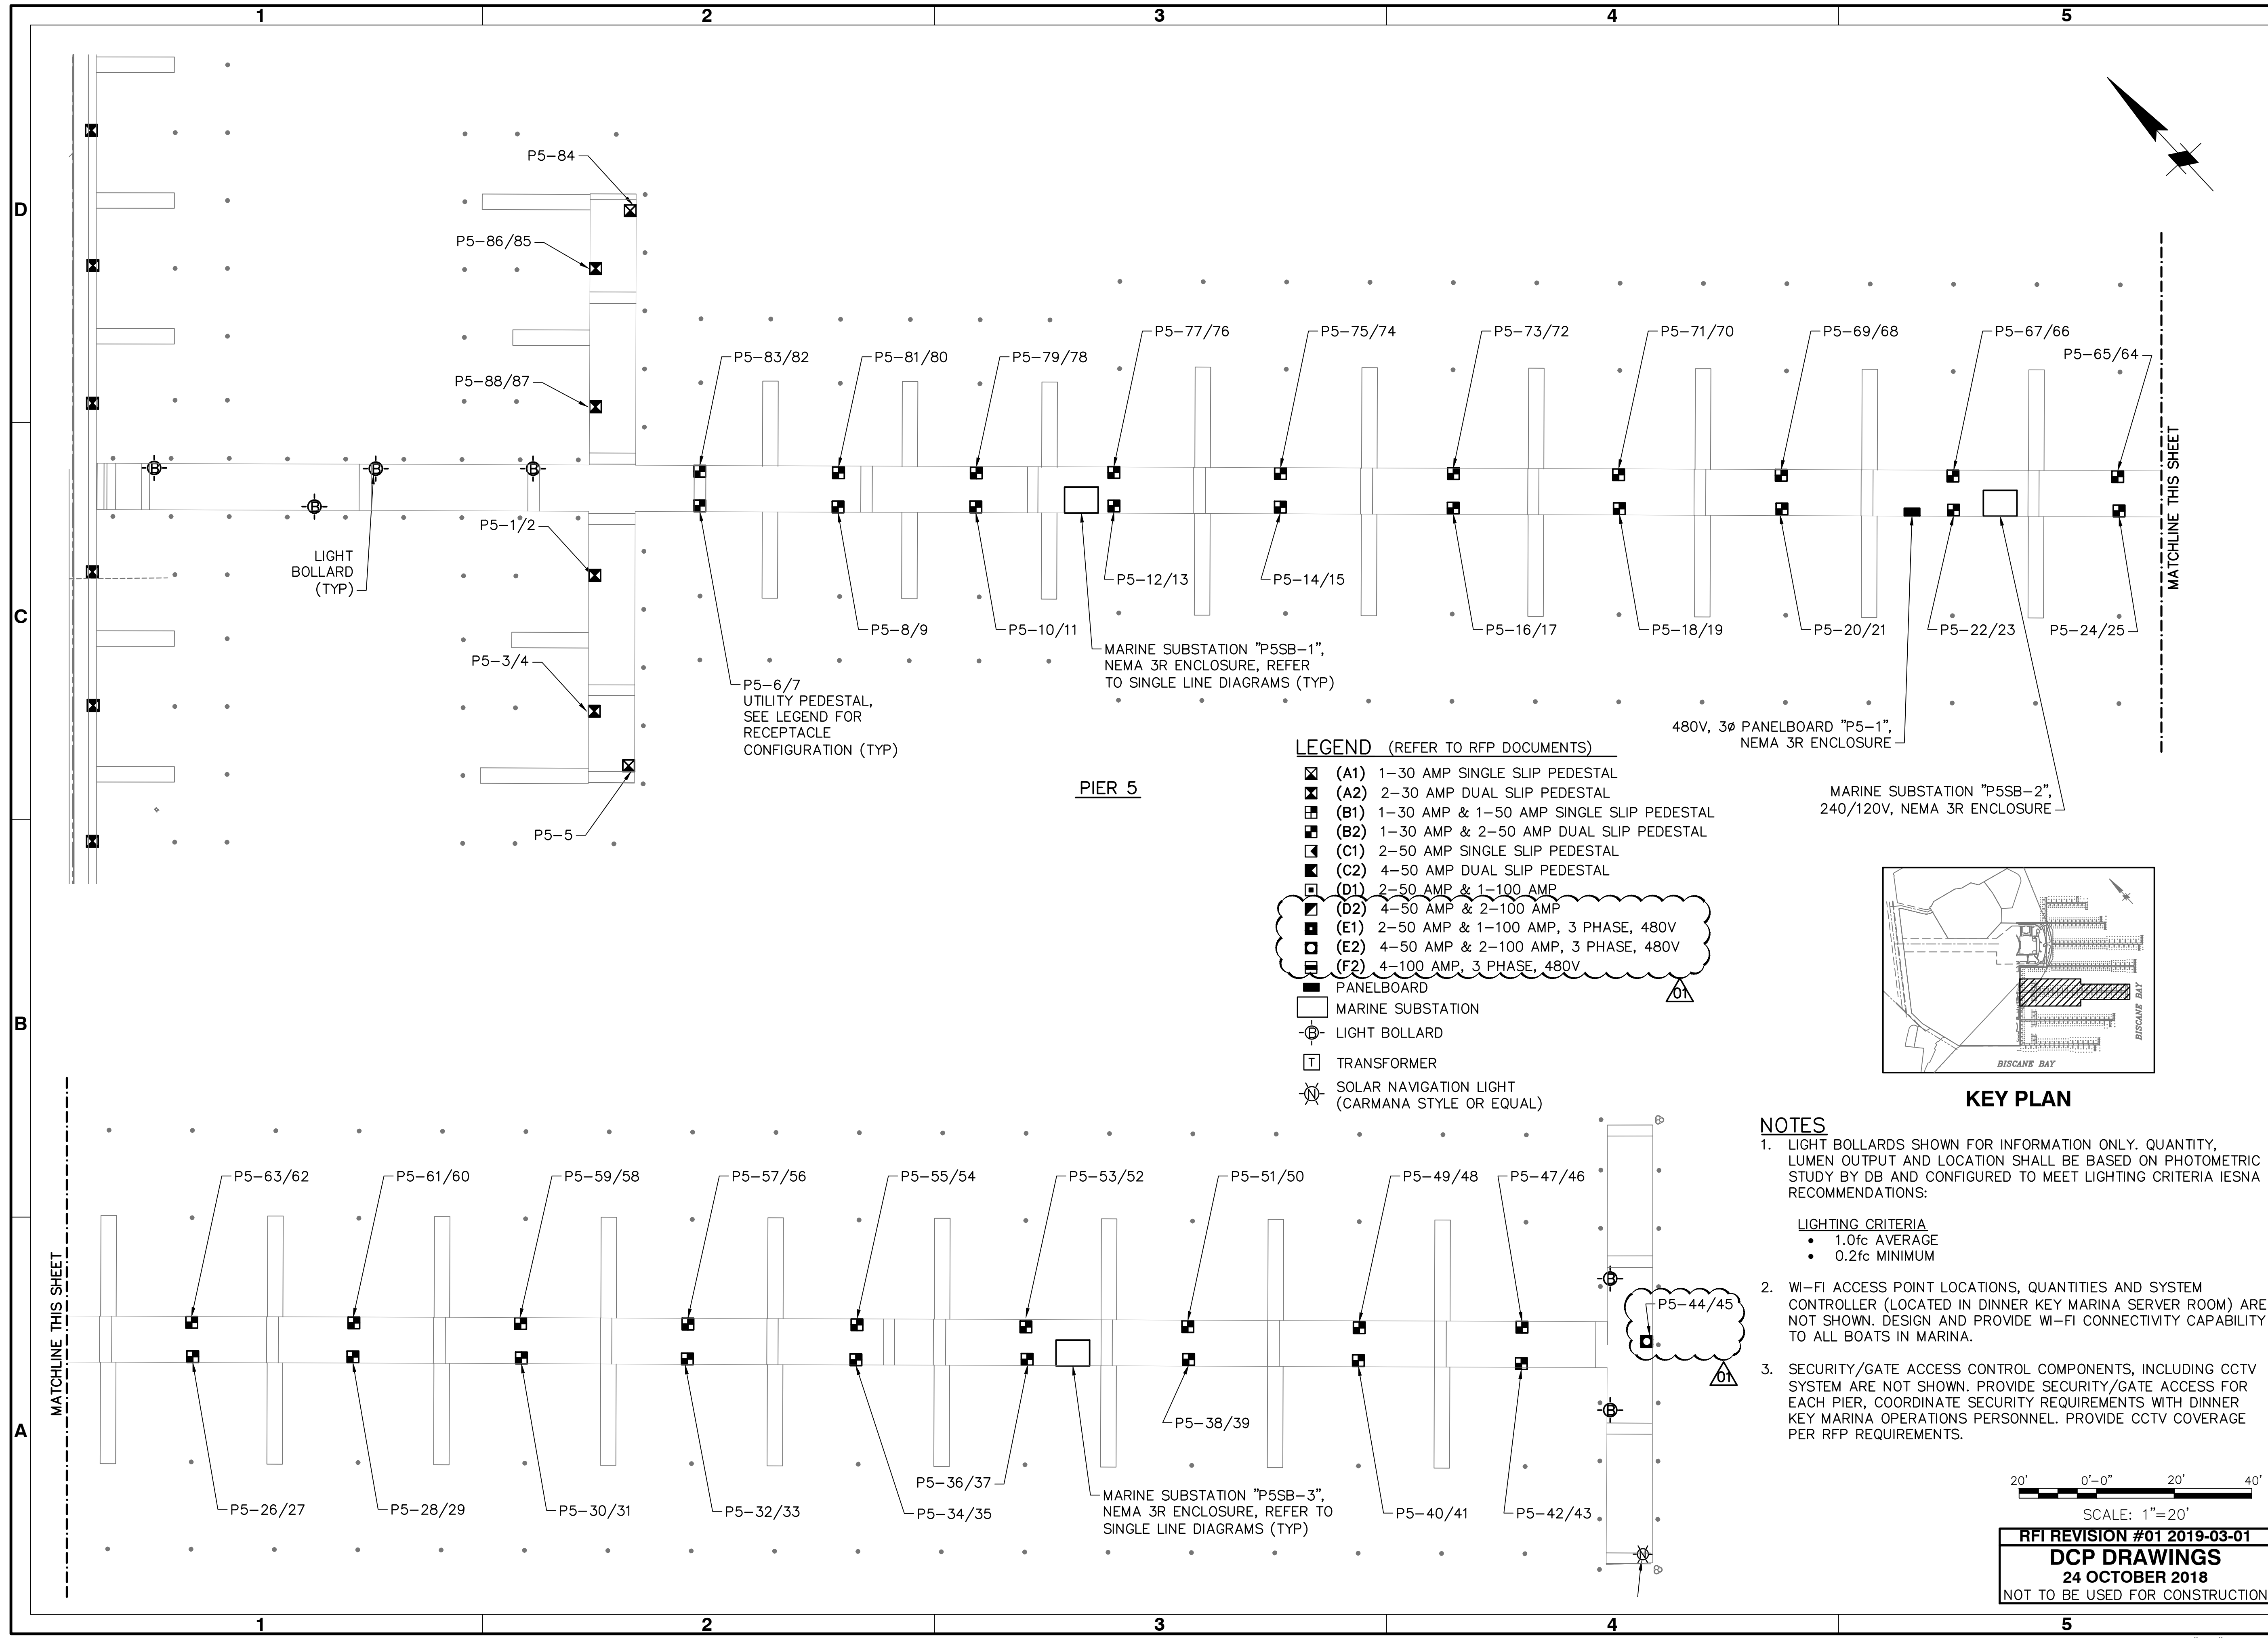 1 2 3 4 5
D
C
B
A
P5-84
P5-86/85
P5-88/87
P5-83/82
P5-81/80
P5-79/78
P5-77/76
P5-75/74
P5-73/72
P5-71/70
P5-69/68
P5-67/66
P5-65/64
MATCHLINE THIS SHEET
B
B
B
B
LIGHT
BOLLARD
(TYP)
P5-1/2
P5-3/4
P5-5
P5-6/7
UTILITY PEDESTAL,
SEE LEGEND FOR
RECEPTACLE
CONFIGURATION (TYP)
P5-8/9
P5-10/11
MARINE SUBSTATION "P5SB-1",
NEMA 3R ENCLOSURE, REFER
TO SINGLE LINE DIAGRAMS (TYP)
P5-12/13
P5-14/15
P5-16/17
P5-18/19
P5-20/21
P5-22/23
P5-24/25
480V, 3ø PANELBOARD "P5-1",
NEMA 3R ENCLOSURE
MARINE SUBSTATION "P5SB-2",
240/120V, NEMA 3R ENCLOSURE
PIER 5
LEGEND (REFER TO RFP DOCUMENTS)
(A1) 1-30 AMP SINGLE SLIP PEDESTAL
(A2) 2-30 AMP DUAL SLIP PEDESTAL
(B1) 1-30 AMP & 1-50 AMP SINGLE SLIP PEDESTAL
(B2) 1-30 AMP & 2-50 AMP DUAL SLIP PEDESTAL
(C1) 2-50 AMP SINGLE SLIP PEDESTAL
(C2) 4-50 AMP DUAL SLIP PEDESTAL
(D1) 2-50 AMP & 1-100 AMP
(D2) 4-50 AMP & 2-100 AMP
(E1) 2-50 AMP & 1-100 AMP, 3 PHASE, 480V
(E2) 4-50 AMP & 2-100 AMP, 3 PHASE, 480V
(F2) 4-100 AMP, 3 PHASE, 480V
01
PANELBOARD
MARINE SUBSTATION
B LIGHT BOLLARD
T TRANSFORMER
N SOLAR NAVIGATION LIGHT
(CARMANA STYLE OR EQUAL)
BISCANE BAY
BISCANE BAY
KEY PLAN
NOTES
1. LIGHT BOLLARDS SHOWN FOR INFORMATION ONLY. QUANTITY,
LUMEN OUTPUT AND LOCATION SHALL BE BASED ON PHOTOMETRIC
STUDY BY DB AND CONFIGURED TO MEET LIGHTING CRITERIA IESNA
RECOMMENDATIONS:
LIGHTING CRITERIA
• 1.0fc AVERAGE
• 0.2fc MINIMUM
2. WI-FI ACCESS POINT LOCATIONS, QUANTITIES AND SYSTEM
CONTROLLER (LOCATED IN DINNER KEY MARINA SERVER ROOM) ARE
NOT SHOWN. DESIGN AND PROVIDE WI-FI CONNECTIVITY CAPABILITY
TO ALL BOATS IN MARINA.
3. SECURITY/GATE ACCESS CONTROL COMPONENTS, INCLUDING CCTV
SYSTEM ARE NOT SHOWN. PROVIDE SECURITY/GATE ACCESS FOR
EACH PIER, COORDINATE SECURITY REQUIREMENTS WITH DINNER
KEY MARINA OPERATIONS PERSONNEL. PROVIDE CCTV COVERAGE
PER RFP REQUIREMENTS.
MATCHLINE THIS SHEET
P5-63/62
P5-61/60
P5-59/58
P5-57/56
P5-55/54
P5-53/52
P5-51/50
P5-49/48
P5-47/46
B
P5-44/45
01
B
N
P5-26/27
P5-28/29
P5-30/31
P5-32/33
P5-34/35
P5-36/37
P5-38/39
MARINE SUBSTATION "P5SB-3",
NEMA 3R ENCLOSURE, REFER TO
SINGLE LINE DIAGRAMS (TYP)
P5-40/41
P5-42/43
20' 0'-0" 20' 40'
SCALE: 1"=20'
RFI REVISION #01 2019-03-01
DCP DRAWINGS
24 OCTOBER 2018
NOT TO BE USED FOR CONSTRUCTION
1 2 3 4 5